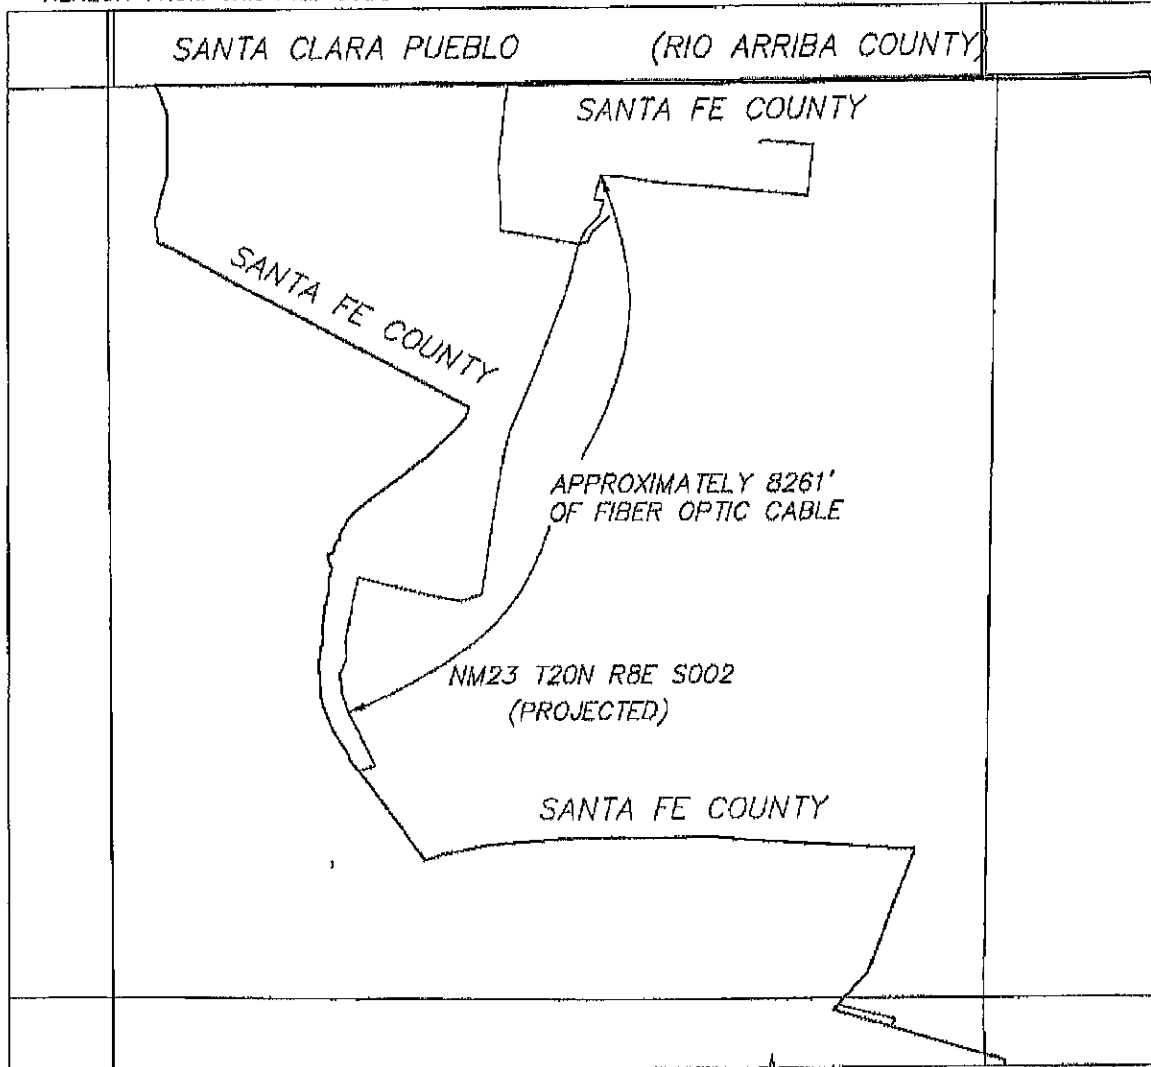 SANTA CLARA PUEBLO (RIO ARRIBA COUNTY)
SANTA FE COUNTY
SANTA FE COUNTY
APPROXIMATELY 8261'
OF FIBER OPTIC CABLE
NM23 T20N R8E S002
(PROJECTED)
SANTA FE COUNTY